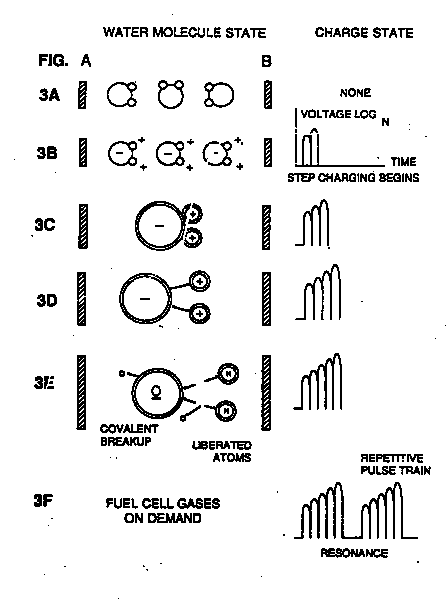 WATER MOLECULE STATE CHARGE STATE
FIG. A B
3A NONE
VOLTAGE LOG N
3B + + + - - - + + +
TIME
STEP CHARGING BEGINS
3C - + +
3D - + +
3E H O H
COVALENT BREAKUP
LIBERATED ATOMS
REPETITIVE PULSE TRAIN
3F FUEL CELL GASES ON DEMAND
RESONANCE